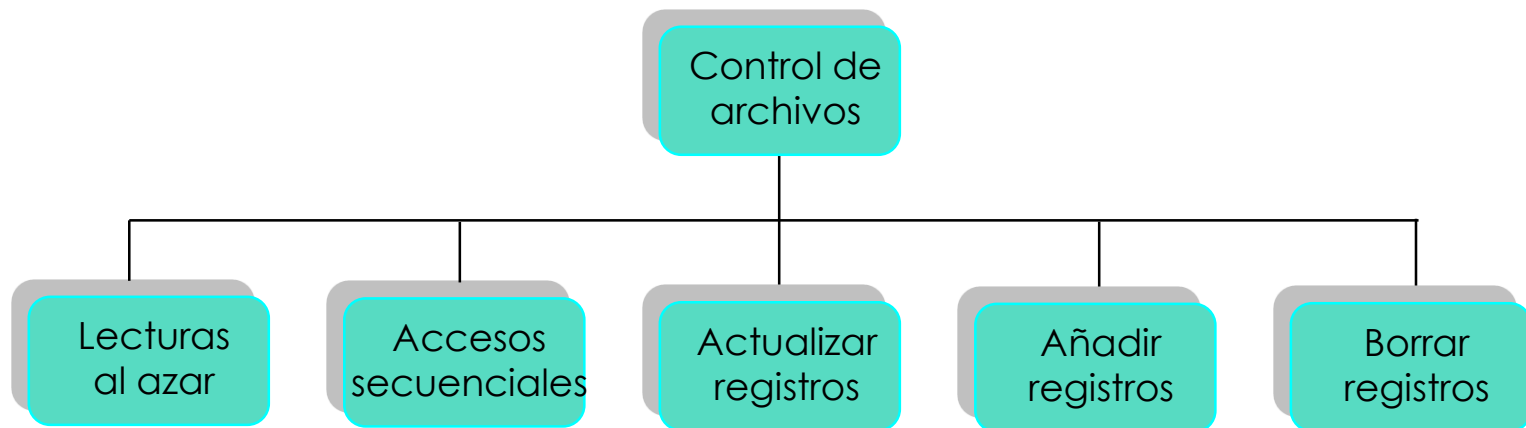 Control de
archivos
Lecturas
al azar
Accesos
secuenciales
Actualizar
registros
Añadir
registros
Borrar
registros